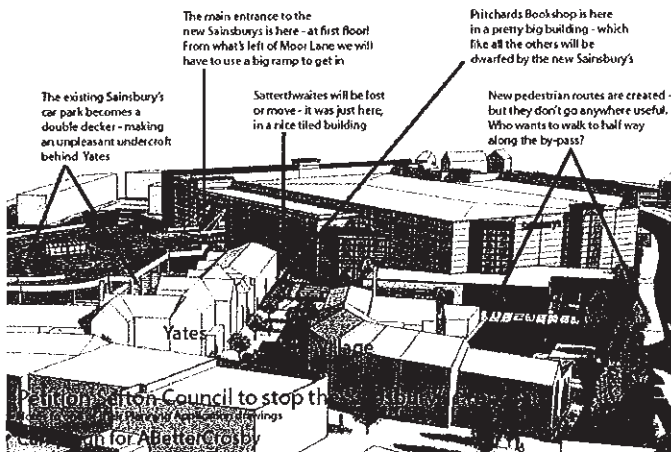 The main entrance to the
new Sainsburys is here - at first floor!
From what's left of Moor Lane we will
have to use a big ramp to get in
Pritchards Bookshop is here
in a pretty big building - which
like all the others will be
dwarfed by the new Sainsbury's
The existing Sainsbury's
car park becomes a
double decker - making
an unpleasant undercroft
behind Yates
Satterthwaites will be lost
or move - it was just here,
in a nice tiled building
New pedestrian routes are created -
but they don't go anywhere useful.
Who wants to walk to half way
along the by-pass?
Yates
Village
Petition Sefton Council to stop the
Planning Application drawings
for ABetterCrosby